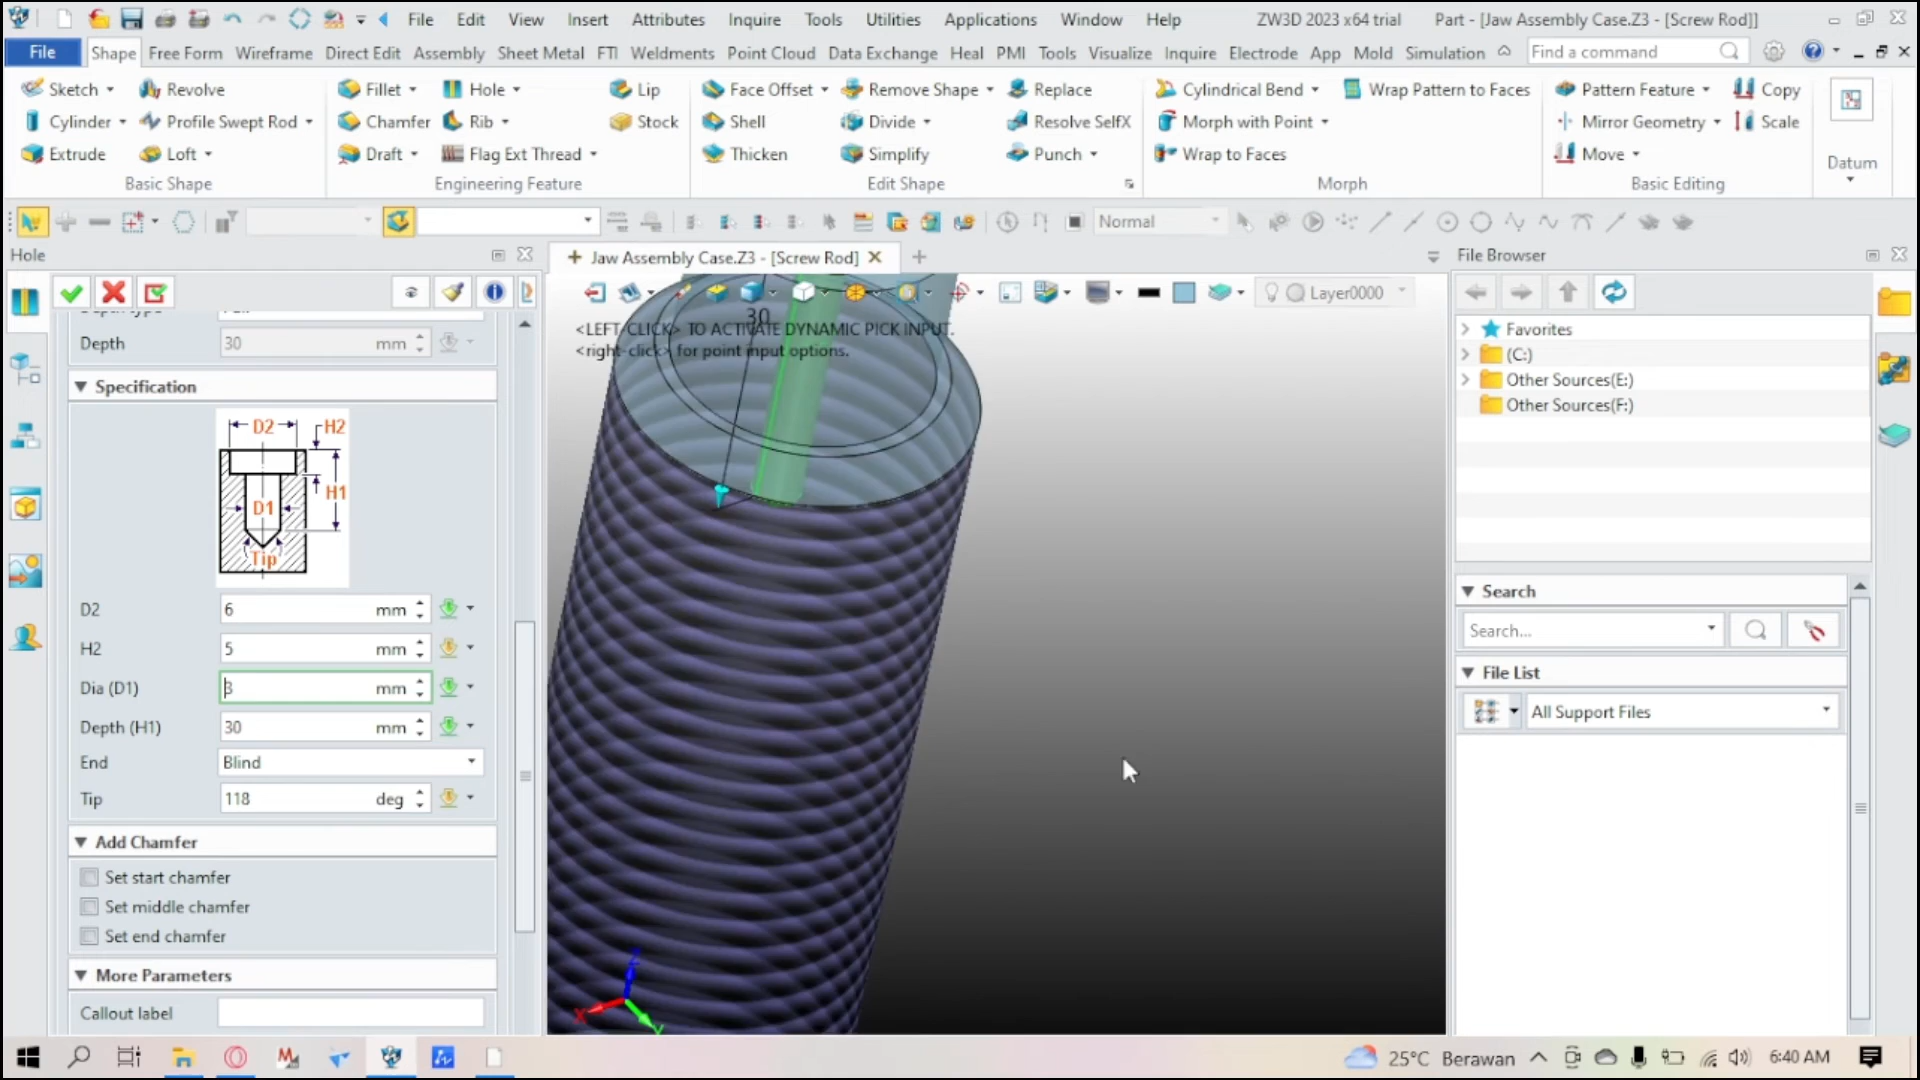 File Edit View Insert Attributes Inquire Tools Utilities Applications Window Help ZW3D 2023 x64 trial Part - [Jaw Assembly Case.Z3 - [Screw Rod]]
File Shape Free Form Wireframe Direct Edit Assembly Sheet Metal FTI Weldments Point Cloud Data Exchange Heal PMI Tools Visualize Inquire Electrode App Mold Simulation Find a command
Sketch Revolve Fillet Hole Lip Face Offset Remove Shape Replace Cylindrical Bend Wrap Pattern to Faces Pattern Feature Copy
Cylinder Profile Swept Rod Chamfer Rib Stock Shell Divide Resolve SelfX Morph with Point Mirror Geometry Scale
Extrude Loft Draft Flag Ext Thread Thicken Simplify Punch Wrap to Faces Move Datum
Basic Shape Engineering Feature Edit Shape Morph Basic Editing
Normal
Hole
Jaw Assembly Case.Z3 - [Screw Rod]
File Browser
Layer0000
30
<LEFT-CLICK> TO ACTIVATE DYNAMIC PICK INPUT.
<right-click> for point input options.
Depth 30 mm
Specification
D2 H2
H1
D1
Tip
D2 6 mm
H2 5 mm
Dia (D1) 3 mm
Depth (H1) 30 mm
End Blind
Tip 118 deg
Add Chamfer
Set start chamfer
Set middle chamfer
Set end chamfer
More Parameters
Callout label
X Y Z
Favorites
(C:)
Other Sources(E:)
Other Sources(F:)
Search
Search...
File List
All Support Files
25°C Berawan 6:40 AM